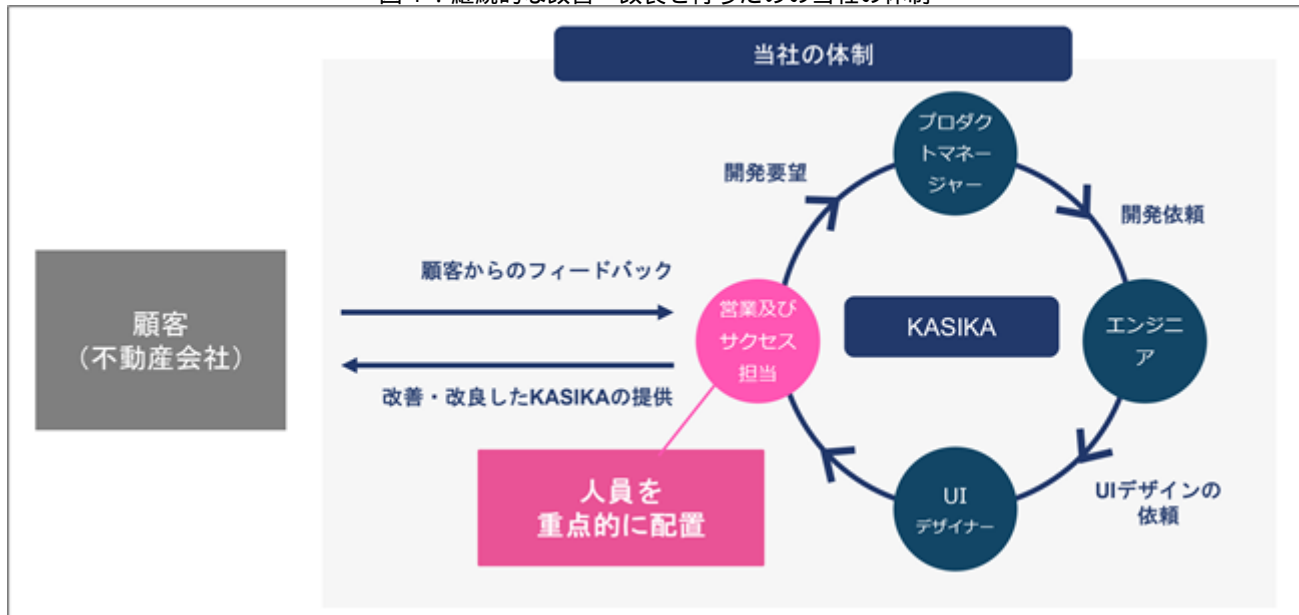 当社の体制
プロダク
トマネー
ジャー
開発要望
開発依頼
顧客からのフィードバック
顧客
（不動産会社）
営業及び
サクセス
担当
KASIKA
エンジニ
ア
改善・改良したKASIKAの提供
人員を
重点的に配置
UI
デザイナー
UIデザインの
依頼